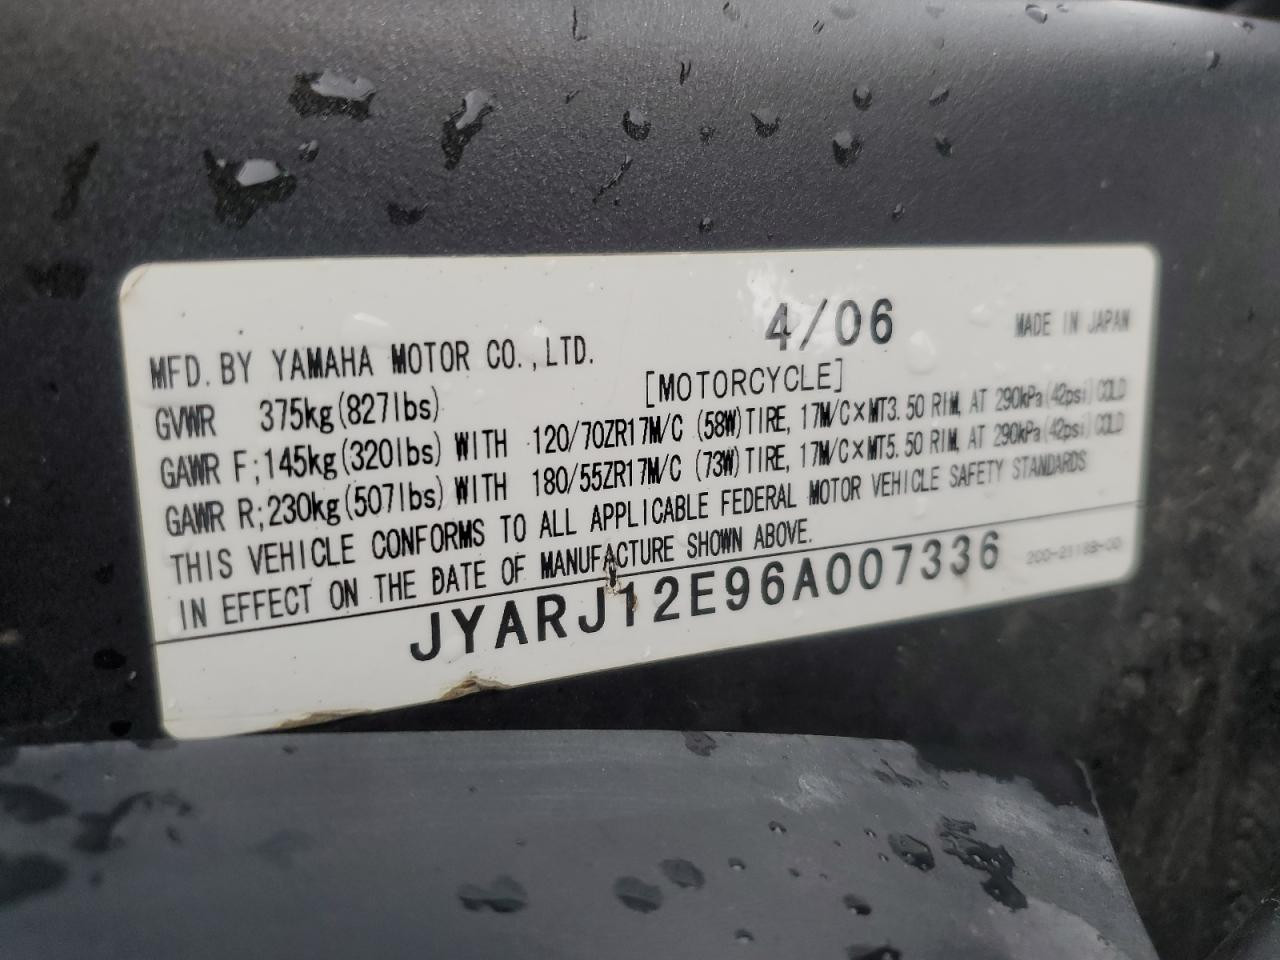 4/06
MADE IN JAPAN
MFD. BY YAMAHA MOTOR CO., LTD.
[MOTORCYCLE]
GVWR 375kg(827lbs)
GAWR F;145kg(320lbs) WITH 120/70ZR17M/C (58W)TIRE, 17M/C×MT3.50 RIM, AT 290kPa(42psi)COLD
GAWR R;230kg(507lbs) WITH 180/55ZR17M/C (73W)TIRE, 17M/C×MT5.50 RIM, AT 290kPa(42psi)COLD
THIS VEHICLE CONFORMS TO ALL APPLICABLE FEDERAL MOTOR VEHICLE SAFETY STANDARDS
IN EFFECT ON THE DATE OF MANUFACTURE SHOWN ABOVE.
JYARJ12E96A007336